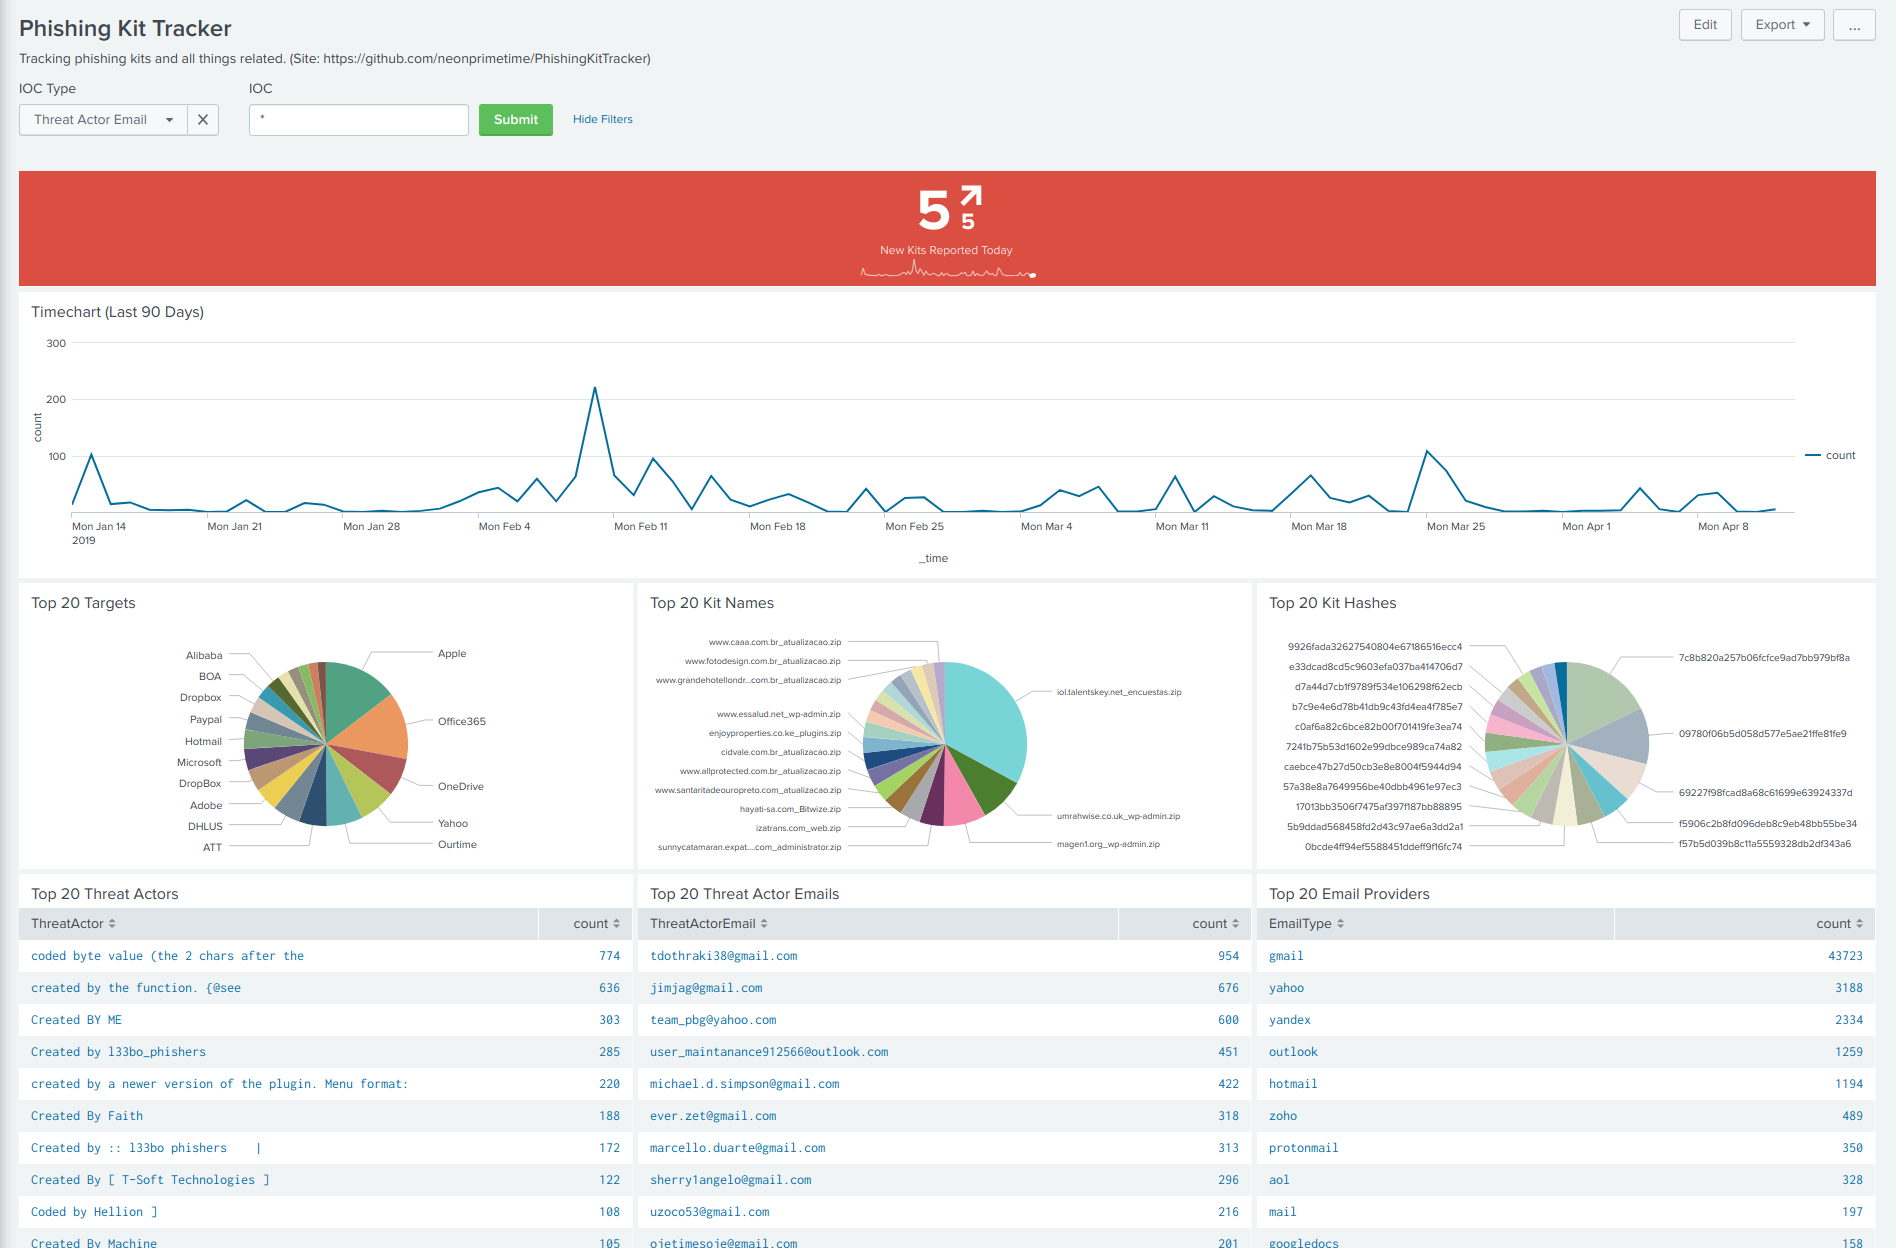 Phishing Kit Tracker
Edit
Export
...
Tracking phishing kits and all things related. (Site: https://github.com/neonprimetime/PhishingKitTracker)
IOC Type
IOC
Threat Actor Email
*
Submit
Hide Filters
5
5
New Kits Reported Today
Timechart (Last 90 Days)
300
200
100
count
count
Mon Jan 14
2019
Mon Jan 21
Mon Jan 28
Mon Feb 4
Mon Feb 11
Mon Feb 18
Mon Feb 25
Mon Mar 4
Mon Mar 11
Mon Mar 18
Mon Mar 25
Mon Apr 1
Mon Apr 8
_time
Top 20 Targets
Alibaba
BOA
Dropbox
Paypal
Hotmail
Microsoft
DropBox
Adobe
DHLUS
ATT
Apple
Office365
OneDrive
Yahoo
Ourtime
Top 20 Kit Names
www.caaa.com.br_atualizacao.zip
www.fotodesign.com.br_atualizacao.zip
www.grandehotellondr...com.br_atualizacao.zip
www.essalud.net_wp-admin.zip
enjoyproperties.co.ke_plugins.zip
cidvale.com.br_atualizacao.zip
www.allprotected.com.br_atualizacao.zip
www.santaritadeouropreto.com_atualizacao.zip
hayati-sa.com_Bitwize.zip
izatrans.com_web.zip
sunnycatamaran.expat....com_administrator.zip
iol.talentskey.net_encuestas.zip
umrahwise.co.uk_wp-admin.zip
magen1.org_wp-admin.zip
Top 20 Kit Hashes
9926fada32627540804e67186516ecc4
e33dcad8cd5c9603efa037ba414706d7
d7a44d7cb1f9789f534e106298f62ecb
b7c9e4e6d78b41db9c43fd4ea4f785e7
c0af6a82c6bce82b00f701419fe3ea74
7241b75b53d1602e99dbce989ca74a82
caebce47b27d50cb3e8e8004f5944d94
57a38e8a7649956be40dbb4961e97ec3
17013bb3506f7475af397f187bb88895
5b9ddad568458fd2d43c97ae6a3dd2a1
0bcde4ff94ef5588451ddeff9f16fc74
7c8b820a257b06fcfce9ad7bb979bf8a
09780f06b5d058d577e5ae21ffe81fe9
69227f98fcad8a68c61699e63924337d
f5906c2b8fd096deb8c9eb48bb55be34
f57b5d039b8c11a5559328db2df343a6
Top 20 Threat Actors
ThreatActor count
coded byte value (the 2 chars after the 774
created by the function. {@see 636
Created BY ME 303
Created by l33bo_phishers 285
created by a newer version of the plugin. Menu format: 220
Created By Faith 188
Created by :: l33bo phishers | 172
Created By [ T-Soft Technologies ] 122
Coded by Hellion ] 108
Created By Machine 105
Top 20 Threat Actor Emails
ThreatActorEmail count
tdothraki38@gmail.com 954
jimjag@gmail.com 676
team_pbg@yahoo.com 600
user_maintanance912566@outlook.com 451
michael.d.simpson@gmail.com 422
ever.zet@gmail.com 318
marcello.duarte@gmail.com 313
sherry1angelo@gmail.com 296
uzoco53@gmail.com 216
ojetimesoje@gmail.com 201
Top 20 Email Providers
EmailType count
gmail 43723
yahoo 3188
yandex 2334
outlook 1259
hotmail 1194
zoho 489
protonmail 350
aol 328
mail 197
googledocs 158